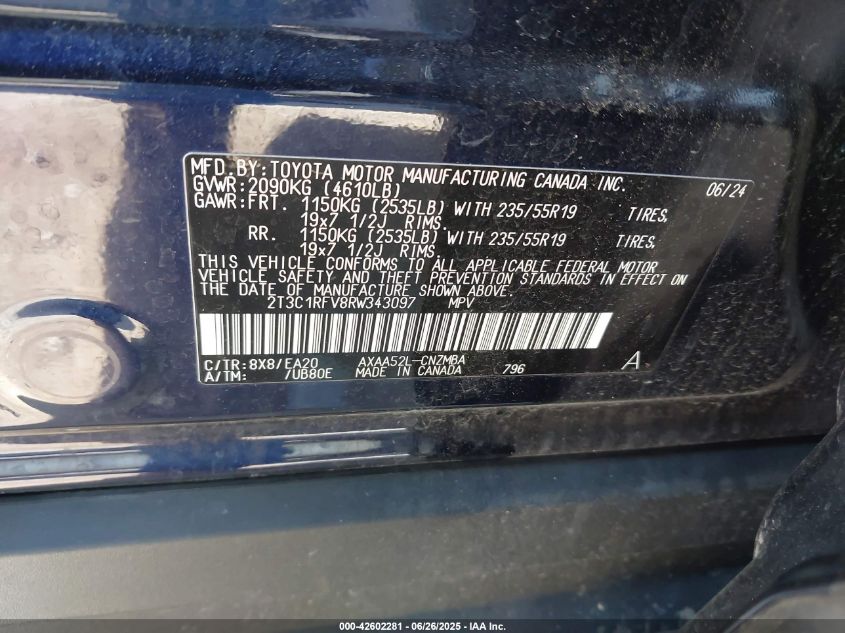 MFD.BY:TOYOTA MOTOR MANUFACTURING CANADA INC. 06/24
GVWR:2090KG (4610LB)
GAWR:FRT. 1150KG (2535LB) WITH 235/55R19 TIRES,
19x7 1/2J RIMS.
RR. 1150KG (2535LB) WITH 235/55R19 TIRES,
19x7 1/2J RIMS.
THIS VEHICLE CONFORMS TO ALL APPLICABLE FEDERAL MOTOR
VEHICLE SAFETY AND THEFT PREVENTION STANDARDS IN EFFECT ON
THE DATE OF MANUFACTURE SHOWN ABOVE.
2T3C1RFV8RW343097 MPV
C/TR:8X8/EA20 AXAA52L-CNZMBA
A/TM: /UB80E MADE IN CANADA 796 A
000-42602281 - 06/26/2025 - IAA Inc.